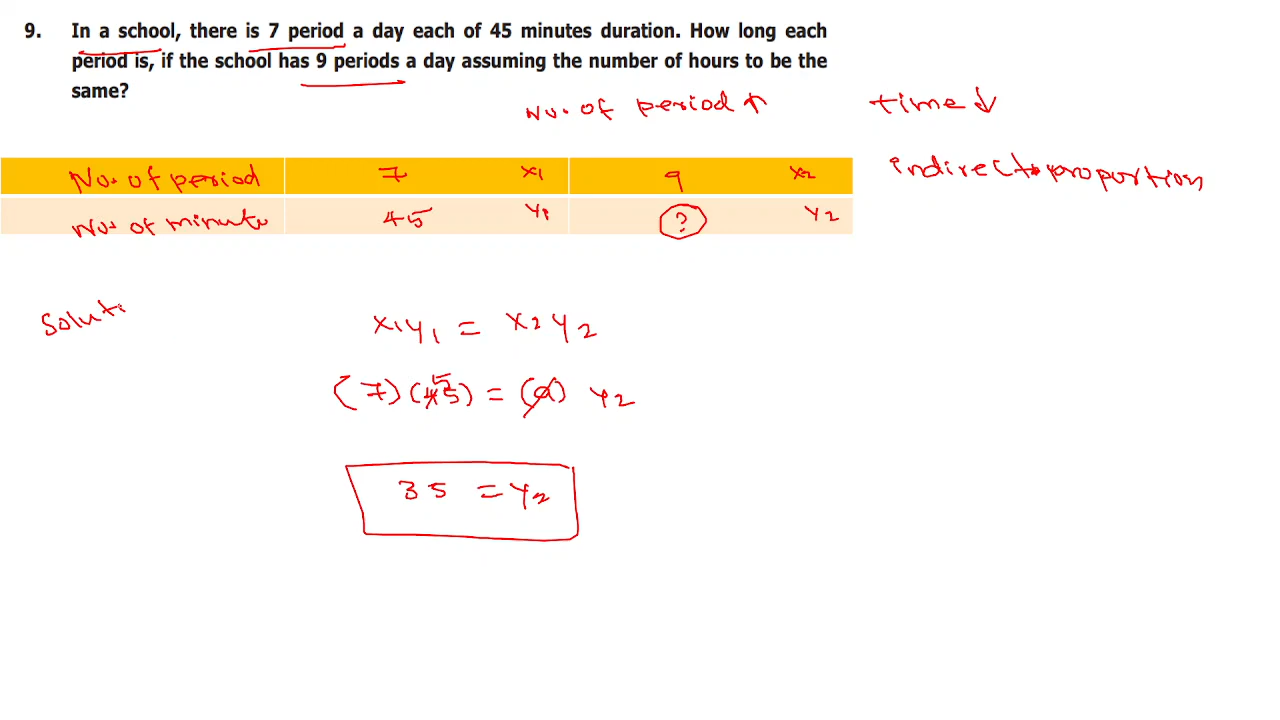 9. In a school, there is 7 period a day each of 45 minutes duration. How long each
period is, if the school has 9 periods a day assuming the number of hours to be the
same?
No. of period ↑ time ↓
No. of period 7 x1 9 x2
indirect proportion
No. of minute 45 y1 ? y2
Soluti
x1y1 = x2y2
(7)(45) = (9) y2
35 = y2